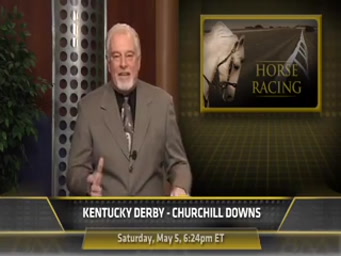 HORSE
RACING
KENTUCKY DERBY - CHURCHILL DOWNS
Saturday, May 5, 6:24pm ET